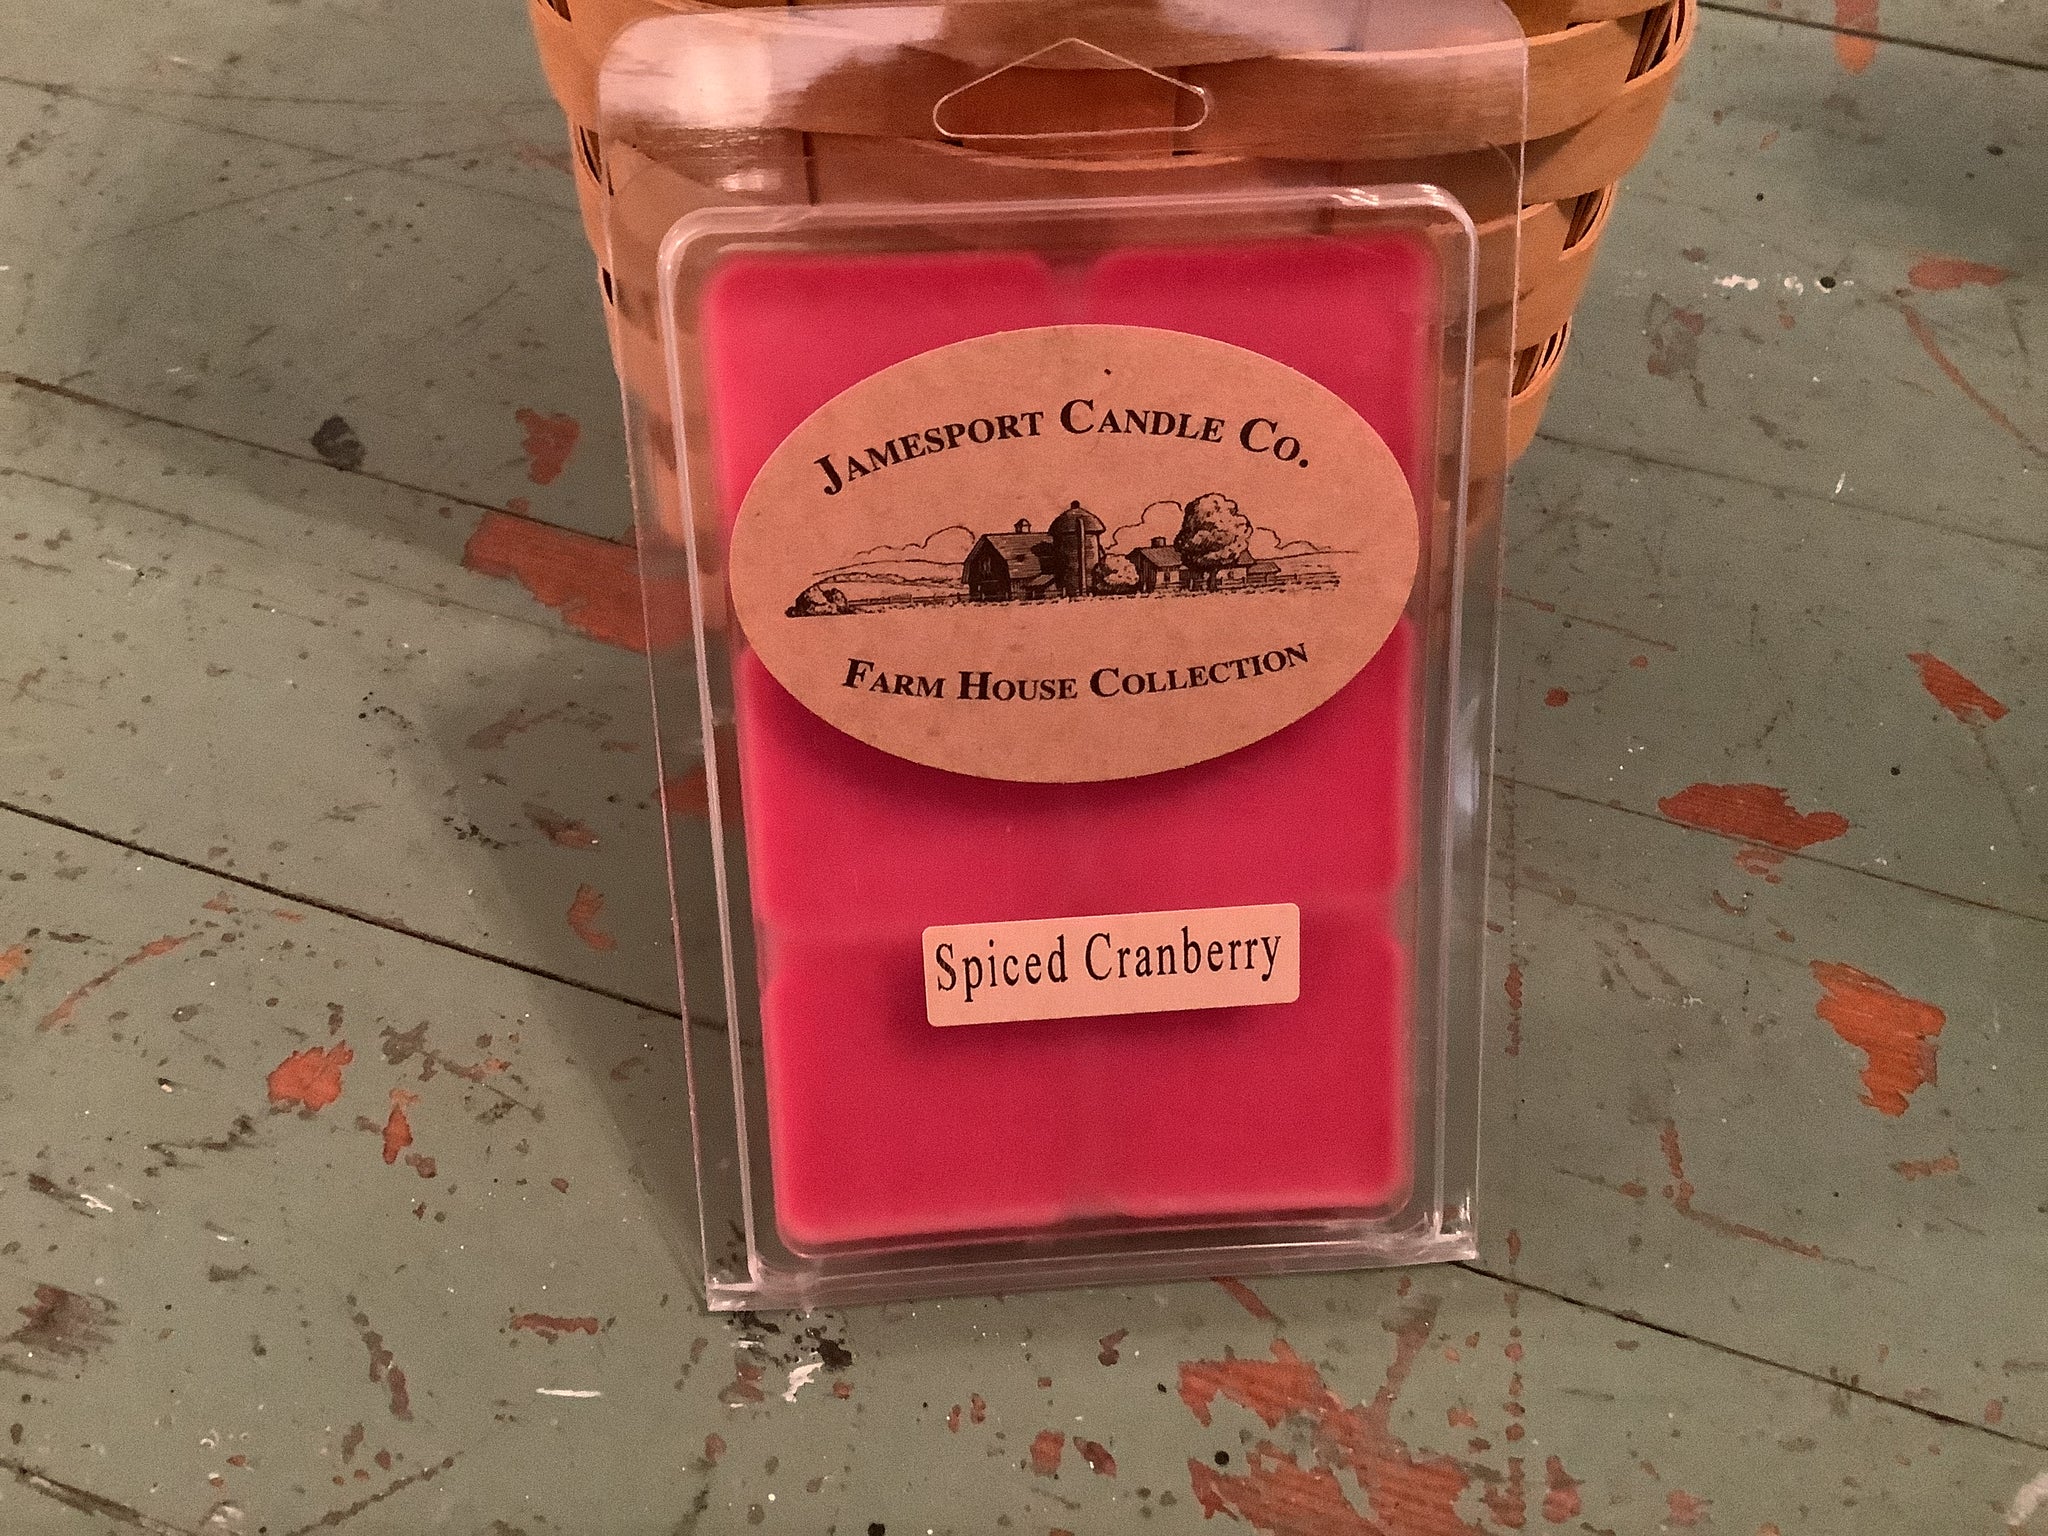 Jamesport Candle Co.
Farm House Collection
Spiced Cranberry